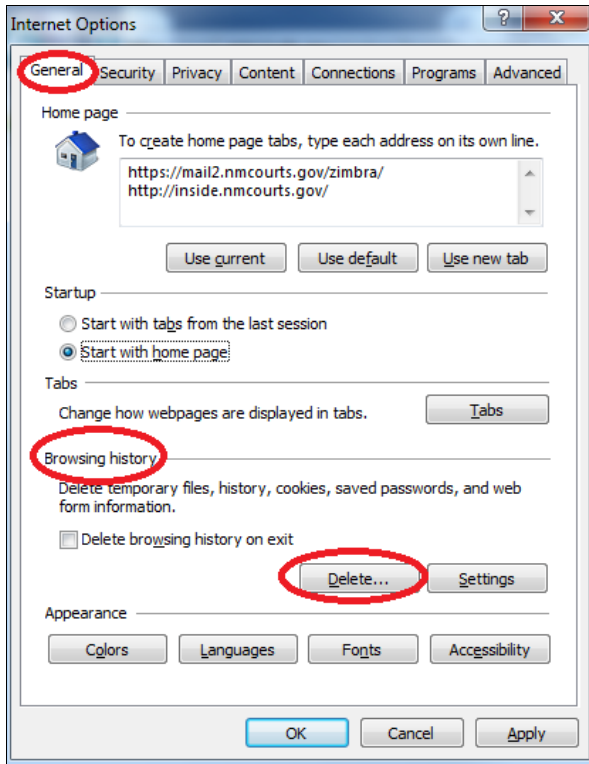 Internet Options
?
X
General Security Privacy Content Connections Programs Advanced
Home page
To create home page tabs, type each address on its own line.
https://mail2.nmcourts.gov/zimbra/
http://inside.nmcourts.gov/
Use current Use default Use new tab
Startup
Start with tabs from the last session
Start with home page
Tabs
Change how webpages are displayed in tabs.
Tabs
Browsing history
Delete temporary files, history, cookies, saved passwords, and web
form information.
Delete browsing history on exit
Delete... Settings
Appearance
Colors Languages Fonts Accessibility
OK Cancel Apply